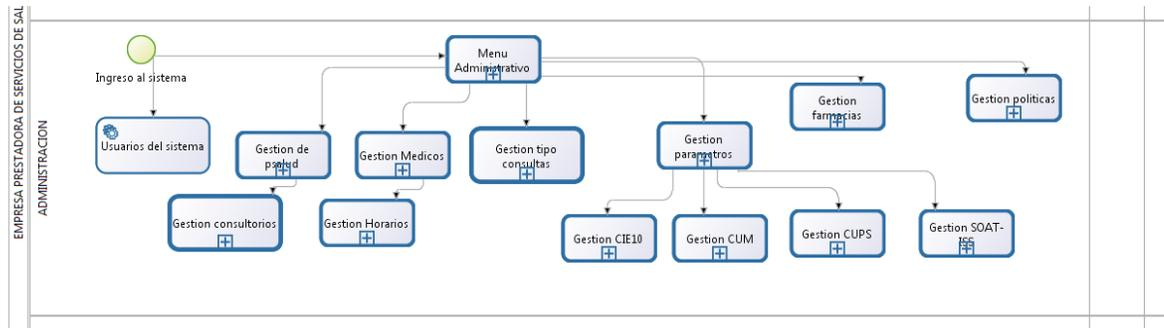 EMPRESA PRESTADORA DE SERVICIOS DE SAL
ADMINISTRACION
Ingreso al sistema
Menu
Administrativo
Usuarios del sistema
Gestion de
psalud
Gestion Medicos
Gestion tipo
consultas
Gestion
parametros
Gestion
farmacias
Gestion politicas
Gestion consultorios
Gestion Horarios
Gestion CIE10
Gestion CUM
Gestion CUPS
Gestion SOAT-
ISS